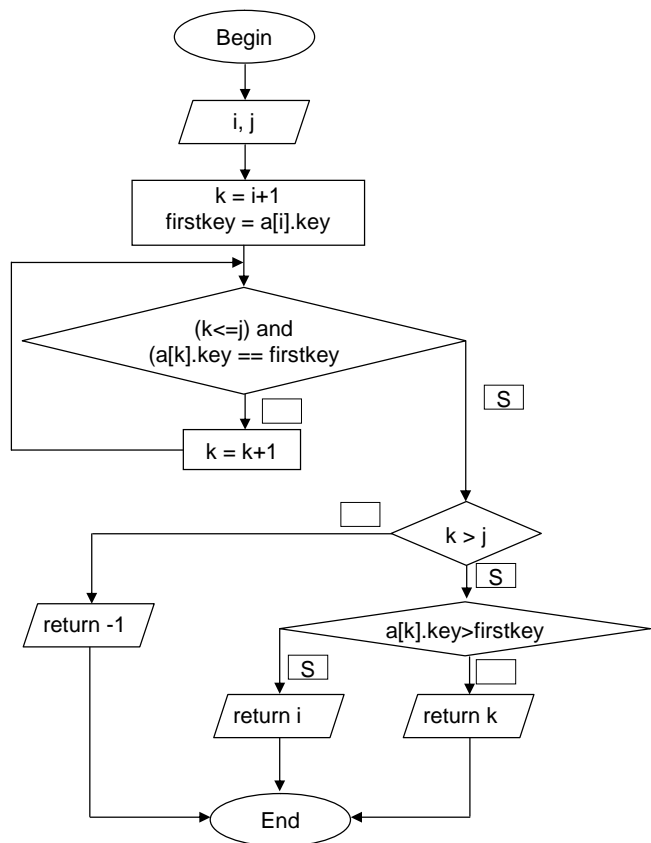 Begin
i, j
k = i+1
firstkey = a[i].key
(k<=j) and
(a[k].key == firstkey
S
k = k+1
k > j
S
return -1
a[k].key>firstkey
S
return i
return k
End